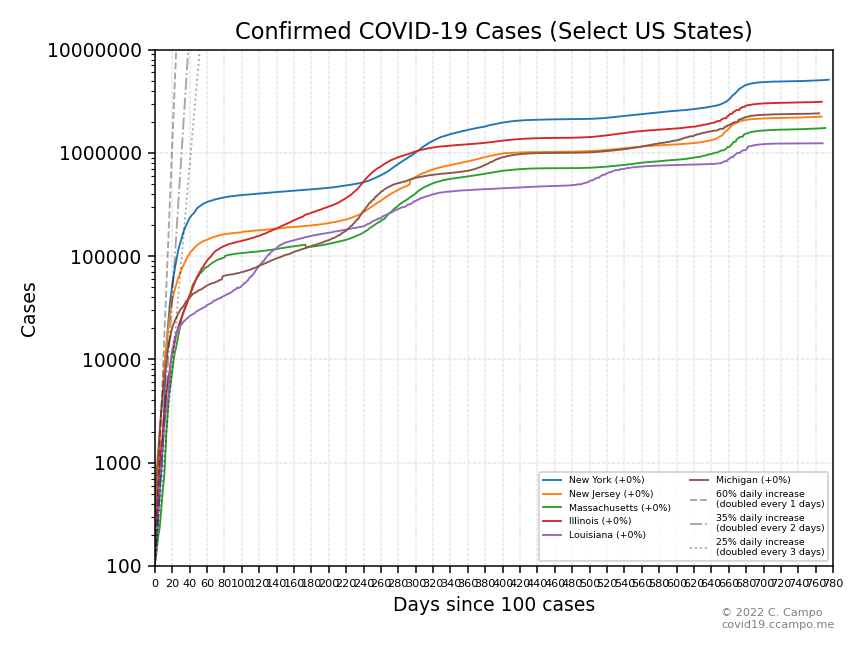 Confirmed COVID-19 Cases (Select US States)
10000000
1000000
100000
10000
1000
100
Cases
New York (+0%)
New Jersey (+0%)
Massachusetts (+0%)
Illinois (+0%)
Louisiana (+0%)
Michigan (+0%)
60% daily increase
(doubled every 1 days)
35% daily increase
(doubled every 2 days)
25% daily increase
(doubled every 3 days)
0 20 40 60 80 100 120 140 160 180 200 220 240 260 280 300 320 340 360 380 400 420 440 460 480 500 520 540 560 580 600 620 640 660 680 700 720 740 760 780
Days since 100 cases
© 2022 C. Campo
covid19.ccampo.me